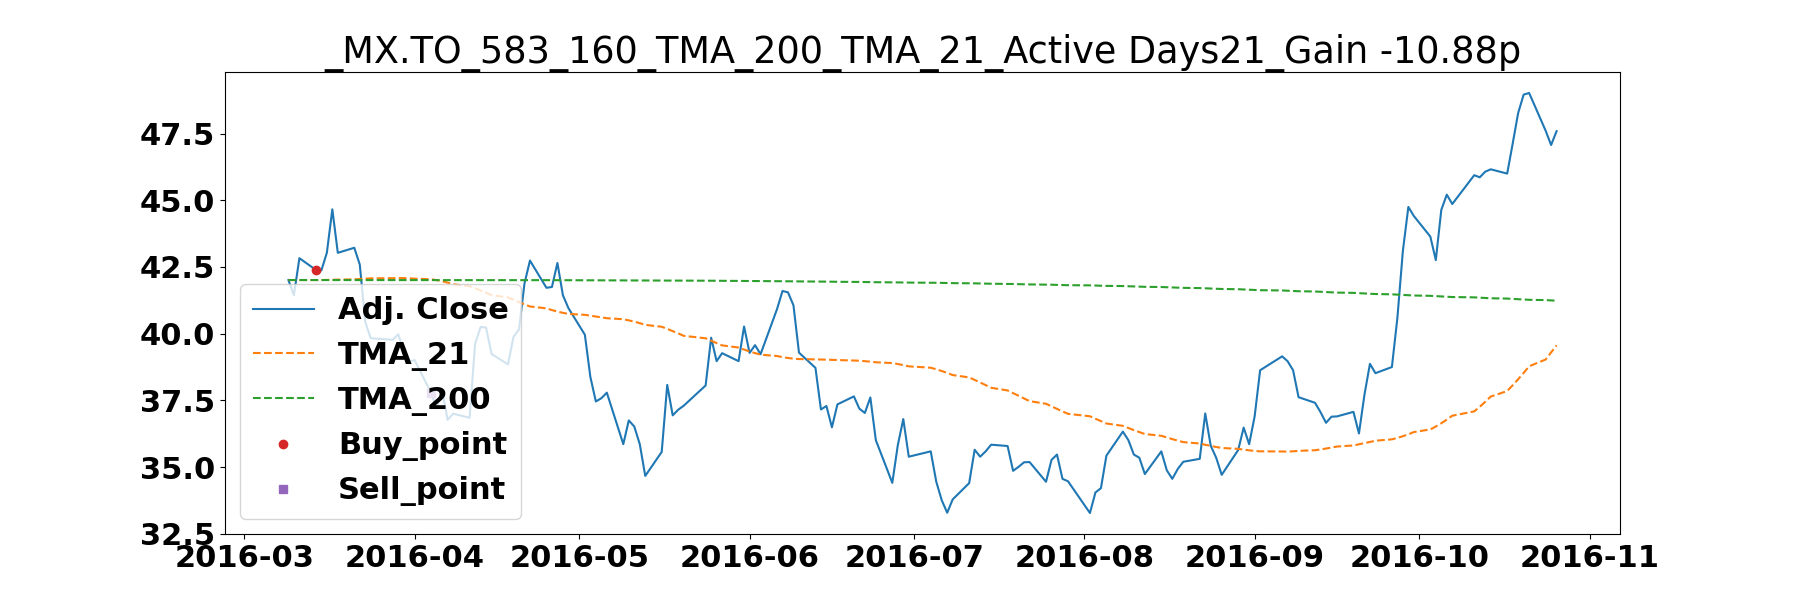 _MX.TO_583_160_TMA_200_TMA_21_Active Days21_Gain -10.88p
47.5
45.0
42.5
40.0
37.5
35.0
32.5
Adj. Close
TMA_21
TMA_200
Buy_point
Sell_point
2016-03 2016-04 2016-05 2016-06 2016-07 2016-08 2016-09 2016-10 2016-11